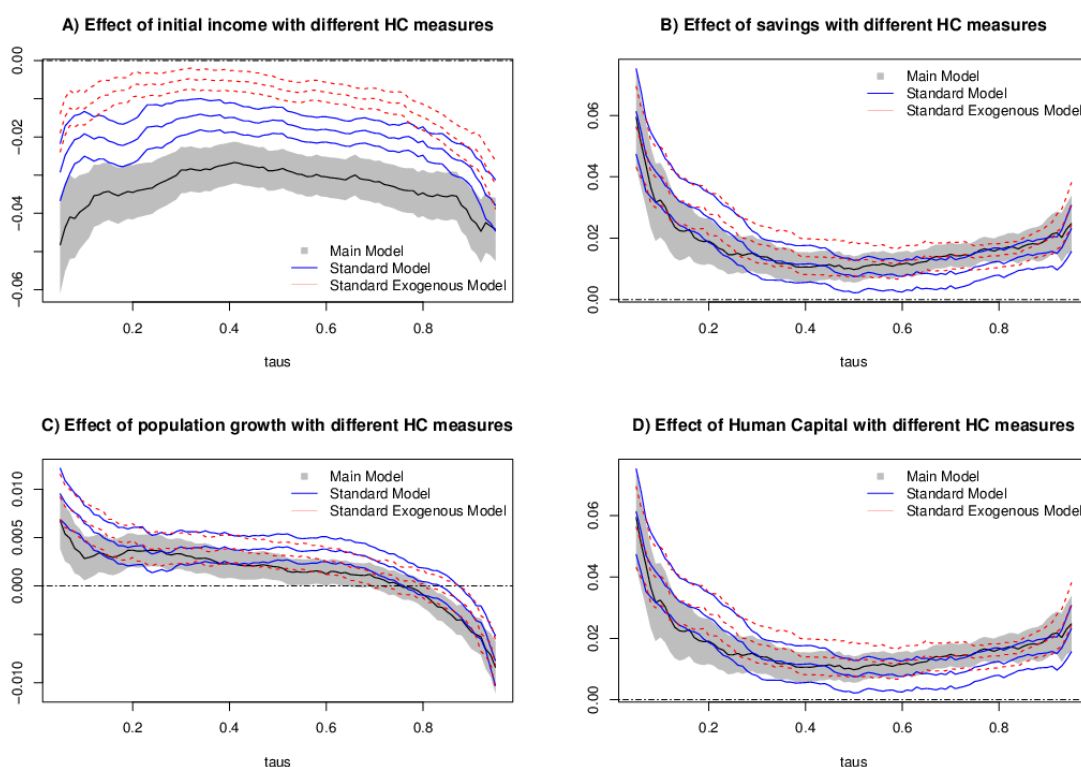 A) Effect of initial income with different HC measures
0.00
−0.02
−0.04
−0.06
Main Model
Standard Model
Standard Exogenous Model
0.2
0.4
0.6
0.8
taus
B) Effect of savings with different HC measures
0.06
0.04
0.02
0.00
Main Model
Standard Model
Standard Exogenous Model
0.2
0.4
0.6
0.8
taus
C) Effect of population growth with different HC measures
0.010
0.005
0.000
−0.010
Main Model
Standard Model
Standard Exogenous Model
0.2
0.4
0.6
0.8
taus
D) Effect of Human Capital with different HC measures
0.06
0.04
0.02
0.00
Main Model
Standard Model
Standard Exogenous Model
0.2
0.4
0.6
0.8
taus